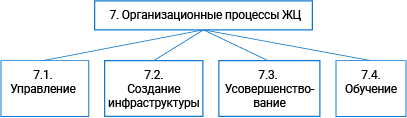 7. Организационные процессы ЖЦ
7.1.
Управление
7.2.
Создание
инфраструктуры
7.3.
Усовершенство-
вание
7.4.
Обучение